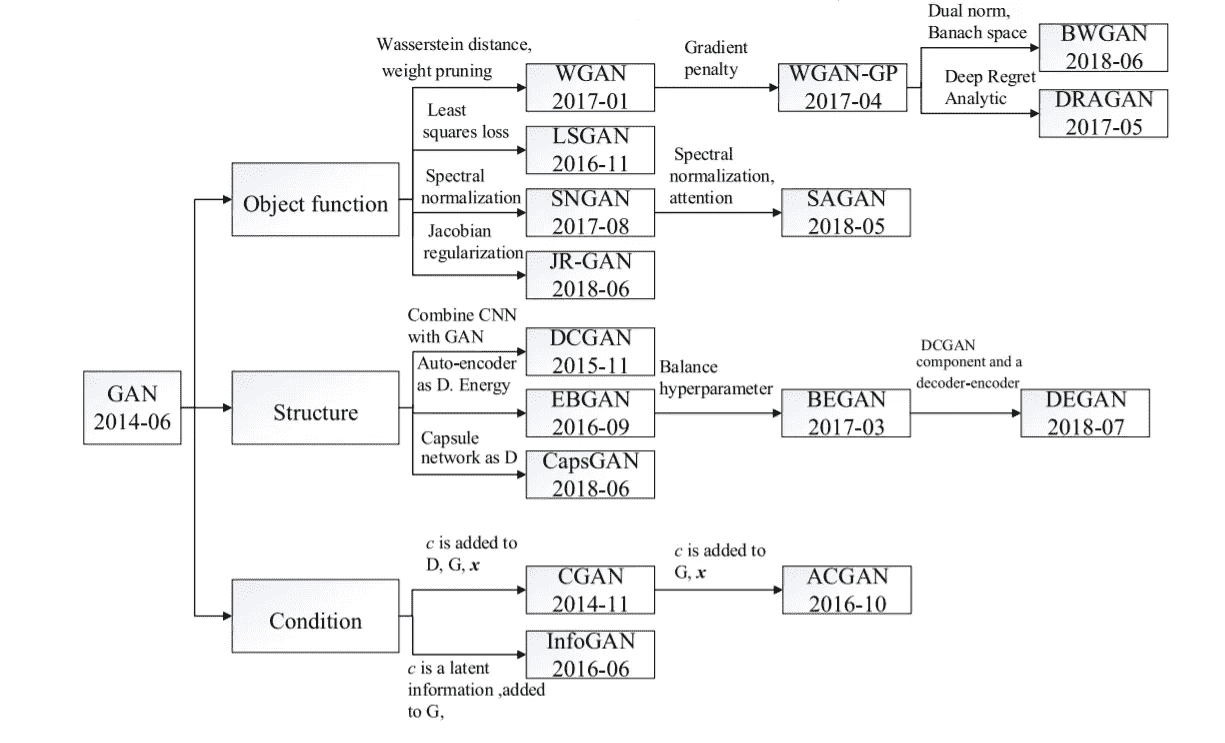 GAN
2014-06
Object function
Wasserstein distance,
weight pruning
WGAN
2017-01
Gradient
penalty
WGAN-GP
2017-04
Dual norm,
Banach space
BWGAN
2018-06
Deep Regret
Analytic
DRAGAN
2017-05
Least
squares loss
LSGAN
2016-11
Spectral
normalization
SNGAN
2017-08
Spectral
normalization,
attention
SAGAN
2018-05
Jacobian
regularization
JR-GAN
2018-06
Structure
Combine CNN
with GAN
DCGAN
2015-11
Auto-encoder
as D. Energy
EBGAN
2016-09
Balance
hyperparameter
BEGAN
2017-03
DCGAN
component and a
decoder-encoder
DEGAN
2018-07
Capsule
network as D
CapsGAN
2018-06
Condition
c is added to
D, G, x
CGAN
2014-11
c is added to
G, x
ACGAN
2016-10
InfoGAN
2016-06
c is a latent
information ,added
to G,